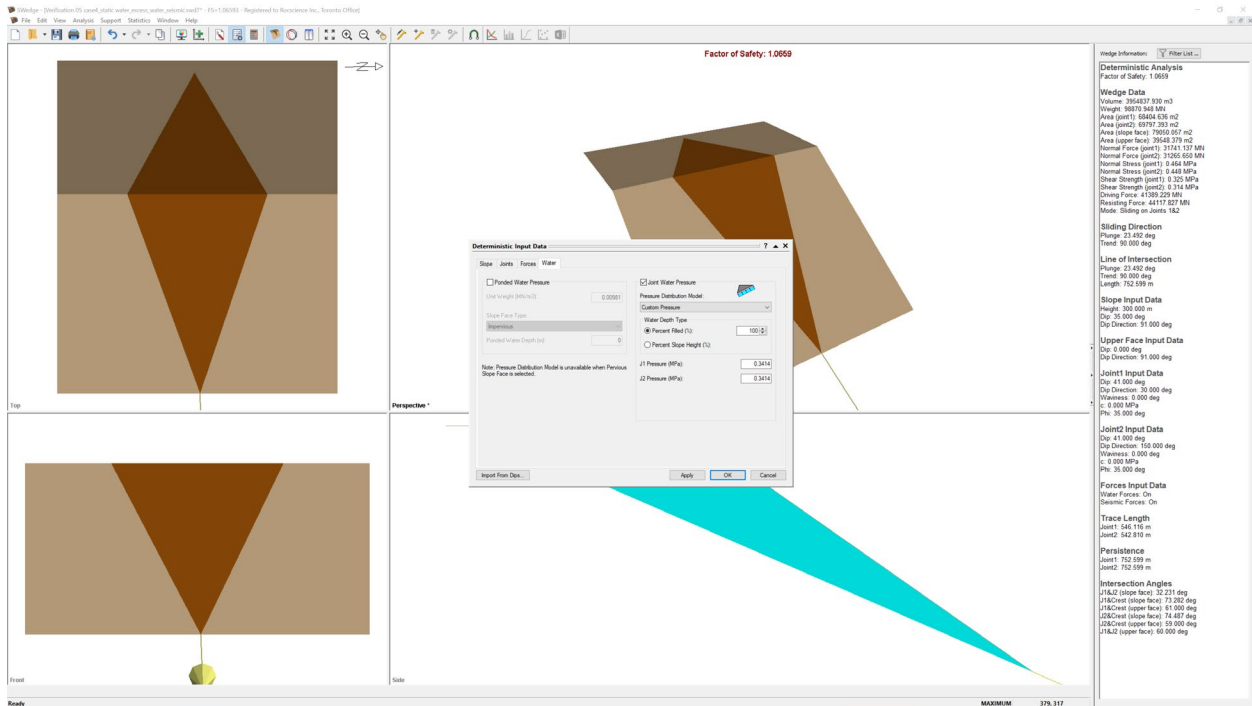 SWedge - [Verification 05 case4_static water_excess_water_seismic.swd7* - FS=1.06593 - Registered to Rocscience Inc., Toronto Office]
File Edit View Analysis Support Statistics Window Help
Top
Factor of Safety: 1.0659
Perspective *
Front
Side
Deterministic Input Data
? ▲ ✕
Slope Joints Forces Water
Ponded Water Pressure
Unit Weight (MN/m3): 0.00981
Slope Face Type:
Impervious
Ponded Water Depth (m): 0
Note: Pressure Distribution Model is unavailable when Pervious
Slope Face is selected.
Joint Water Pressure
Pressure Distribution Model:
Custom Pressure
Water Depth Type
Percent Filled (%): 100
Percent Slope Height (%):
J1 Pressure (MPa): 0.3414
J2 Pressure (MPa): 0.3414
Import From Dips...
Apply OK Cancel
Wedge Information: Filter List ...
Deterministic Analysis
Factor of Safety: 1.0659
Wedge Data
Volume: 3954837.930 m3
Weight: 98870.948 MN
Area (joint1): 68404.636 m2
Area (joint2): 69797.393 m2
Area (slope face): 79050.057 m2
Area (upper face): 39548.379 m2
Normal Force (joint1): 31741.137 MN
Normal Force (joint2): 31265.650 MN
Normal Stress (joint1): 0.464 MPa
Normal Stress (joint2): 0.448 MPa
Shear Strength (joint1): 0.325 MPa
Shear Strength (joint2): 0.314 MPa
Driving Force: 41389.229 MN
Resisting Force: 44117.827 MN
Mode: Sliding on Joints 1&2
Sliding Direction
Plunge: 23.492 deg
Trend: 90.000 deg
Line of Intersection
Plunge: 23.492 deg
Trend: 90.000 deg
Length: 752.599 m
Slope Input Data
Height: 300.000 m
Dip: 35.000 deg
Dip Direction: 91.000 deg
Upper Face Input Data
Dip: 0.000 deg
Dip Direction: 91.000 deg
Joint1 Input Data
Dip: 41.000 deg
Dip Direction: 30.000 deg
Waviness: 0.000 deg
c: 0.000 MPa
Phi: 35.000 deg
Joint2 Input Data
Dip: 41.000 deg
Dip Direction: 150.000 deg
Waviness: 0.000 deg
c: 0.000 MPa
Phi: 35.000 deg
Forces Input Data
Water Forces: On
Seismic Forces: On
Trace Length
Joint1: 546.116 m
Joint2: 542.810 m
Persistence
Joint1: 752.599 m
Joint2: 752.599 m
Intersection Angles
J1&J2 (slope face): 32.231 deg
J1&Crest (slope face): 73.282 deg
J1&Crest (upper face): 61.000 deg
J2&Crest (slope face): 74.487 deg
J2&Crest (upper face): 59.000 deg
J1&J2 (upper face): 60.000 deg
Ready
MAXIMUM 379, 317